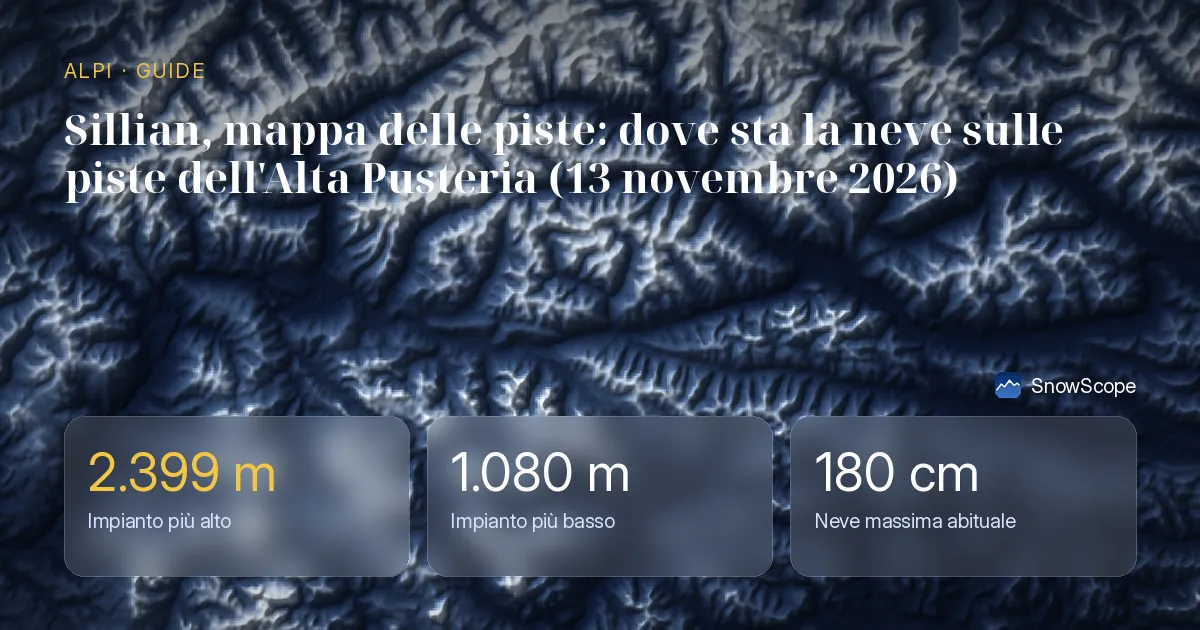 ALPI · GUIDE
Sillian, mappa delle piste: dove sta la neve sulle
piste dell'Alta Pusteria (13 novembre 2026)
SnowScope
2.399 m
Impianto più alto
1.080 m
Impianto più basso
180 cm
Neve massima abituale